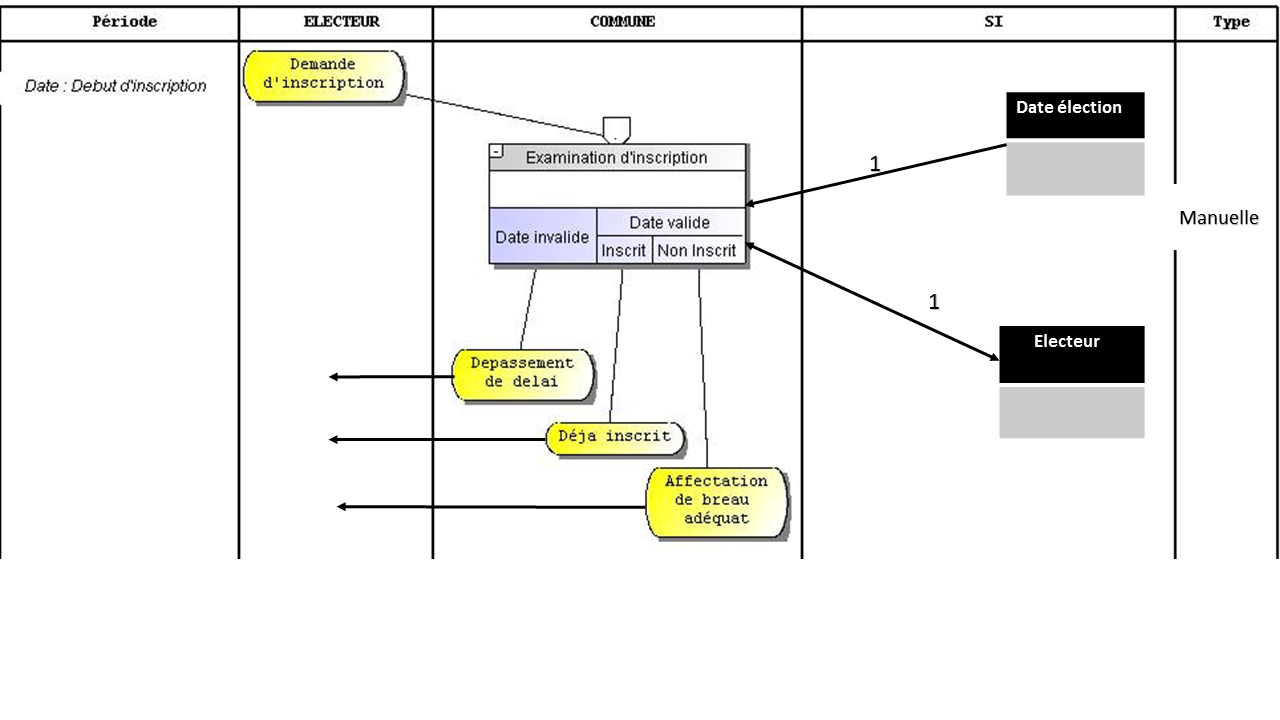 Période
ELECTEUR
COMMUNE
SI
Type
Demande
d'inscription
Date : Debut d'inscription
Date élection
- Examination d'inscription
1
Manuelle
Date invalide
Date valide
Inscrit
Non Inscrit
1
Electeur
Depassement
de delai
Déja inscrit
Affectation
de breau
adéquat